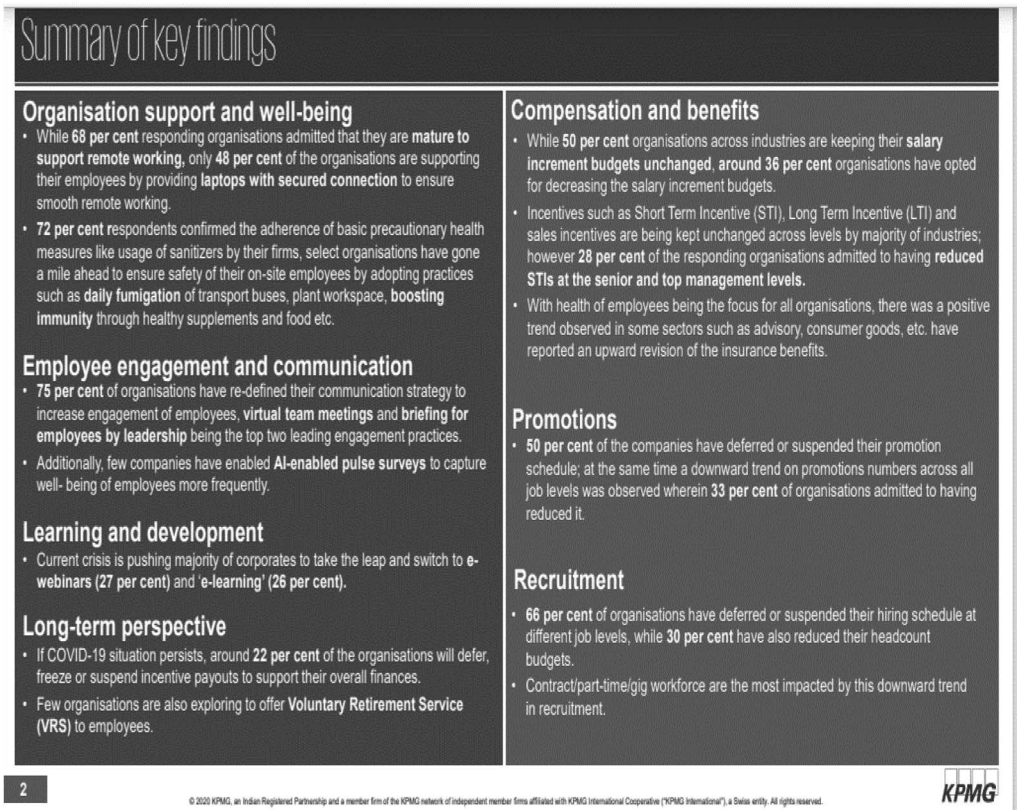 Summary of key findings
Organisation support and well-being
• While 68 per cent responding organisations admitted that they are mature to
support remote working, only 48 per cent of the organisations are supporting
their employees by providing laptops with secured connection to ensure
smooth remote working.
• 72 per cent respondents confirmed the adherence of basic precautionary health
measures like usage of sanitizers by their firms, select organisations have gone
a mile ahead to ensure safety of their on-site employees by adopting practices
such as daily fumigation of transport buses, plant workspace, boosting
immunity through healthy supplements and food etc.
Employee engagement and communication
• 75 per cent of organisations have re-defined their communication strategy to
increase engagement of employees, virtual team meetings and briefing for
employees by leadership being the top two leading engagement practices.
• Additionally, few companies have enabled AI-enabled pulse surveys to capture
well- being of employees more frequently.
Learning and development
• Current crisis is pushing majority of corporates to take the leap and switch to e-
webinars (27 per cent) and 'e-learning' (26 per cent).
Long-term perspective
• If COVID-19 situation persists, around 22 per cent of the organisations will defer,
freeze or suspend incentive payouts to support their overall finances.
• Few organisations are also exploring to offer Voluntary Retirement Service
(VRS) to employees.
Compensation and benefits
• While 50 per cent organisations across industries are keeping their salary
increment budgets unchanged, around 36 per cent organisations have opted
for decreasing the salary increment budgets.
• Incentives such as Short Term Incentive (STI), Long Term Incentive (LTI) and
sales incentives are being kept unchanged across levels by majority of industries;
however 28 per cent of the responding organisations admitted to having reduced
STIs at the senior and top management levels.
• With health of employees being the focus for all organisations, there was a positive
trend observed in some sectors such as advisory, consumer goods, etc. have
reported an upward revision of the insurance benefits.
Promotions
• 50 per cent of the companies have deferred or suspended their promotion
schedule; at the same time a downward trend on promotions numbers across all
job levels was observed wherein 33 per cent of organisations admitted to having
reduced it.
Recruitment
• 66 per cent of organisations have deferred or suspended their hiring schedule at
different job levels, while 30 per cent have also reduced their headcount
budgets.
• Contract/part-time/gig workforce are the most impacted by this downward trend
in recruitment.
2
© 2020 KPMG, an Indian Registered Partnership and a member firm of the KPMG network of independent member firms affiliated with KPMG International Cooperative ("KPMG International"), a Swiss entity. All rights reserved.
KPMG